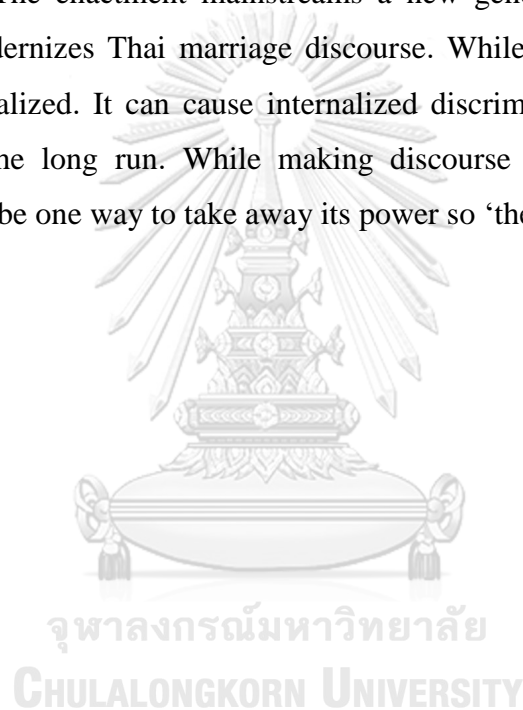 The enactment mainstreams a new gen
dernizes Thai marriage discourse. While
alized. It can cause internalized discrim
he long run. While making discourse
be one way to take away its power so ‘the
จุฬาลงกรณ์มหาวิทยาลัย
CHULALONGKORN UNIVERSITY